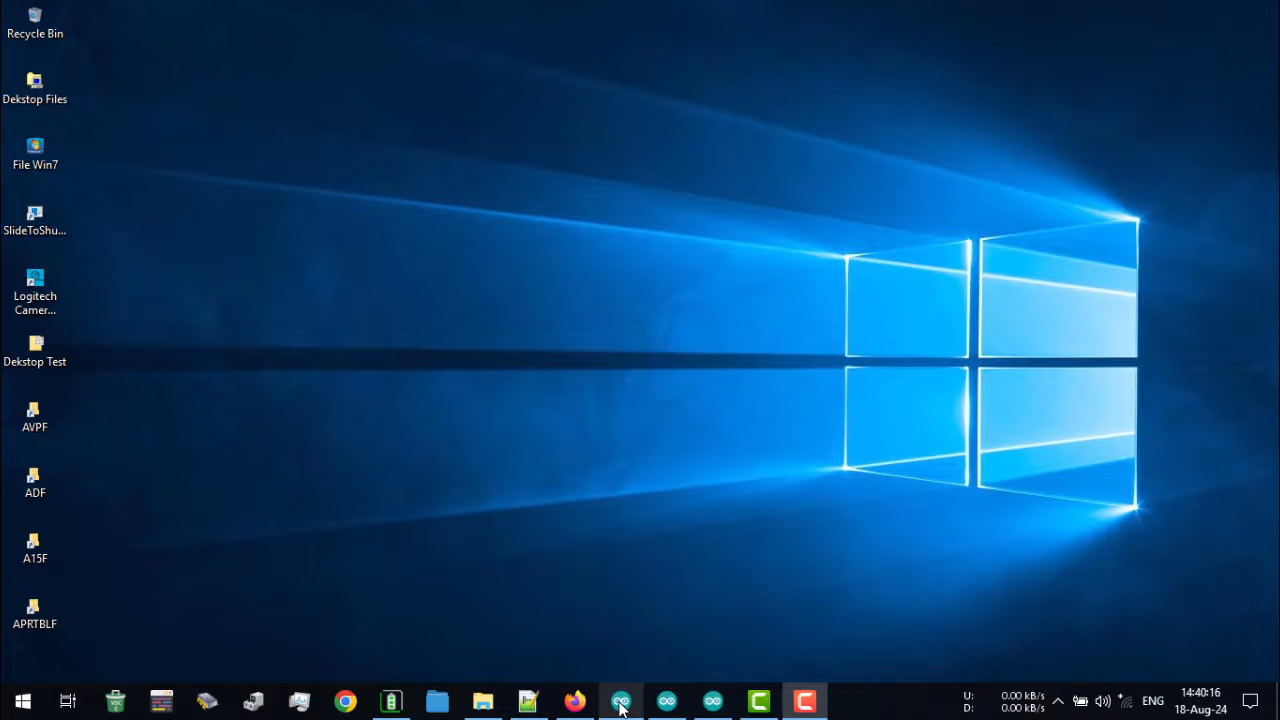 Recycle Bin
Dekstop Files
File Win7
SlideToShu...
Logitech
Camer...
Dekstop Test
AVPF
ADF
A15F
APRTBLF
U: 0.00 kB/s
D: 0.00 kB/s
ENG
14:40:16
18-Aug-24